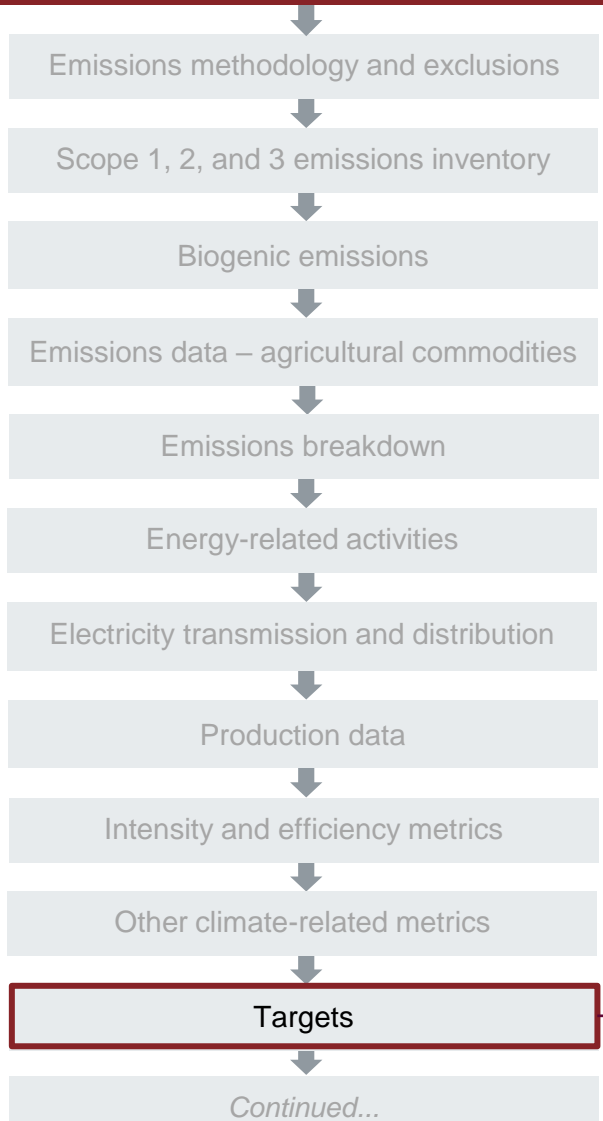 Emissions methodology and exclusions
Scope 1, 2, and 3 emissions inventory
Biogenic emissions
Emissions data – agricultural commodities
Emissions breakdown
Energy-related activities
Electricity transmission and distribution
Production data
Intensity and efficiency metrics
Other climate-related metrics
Targets
Continued...